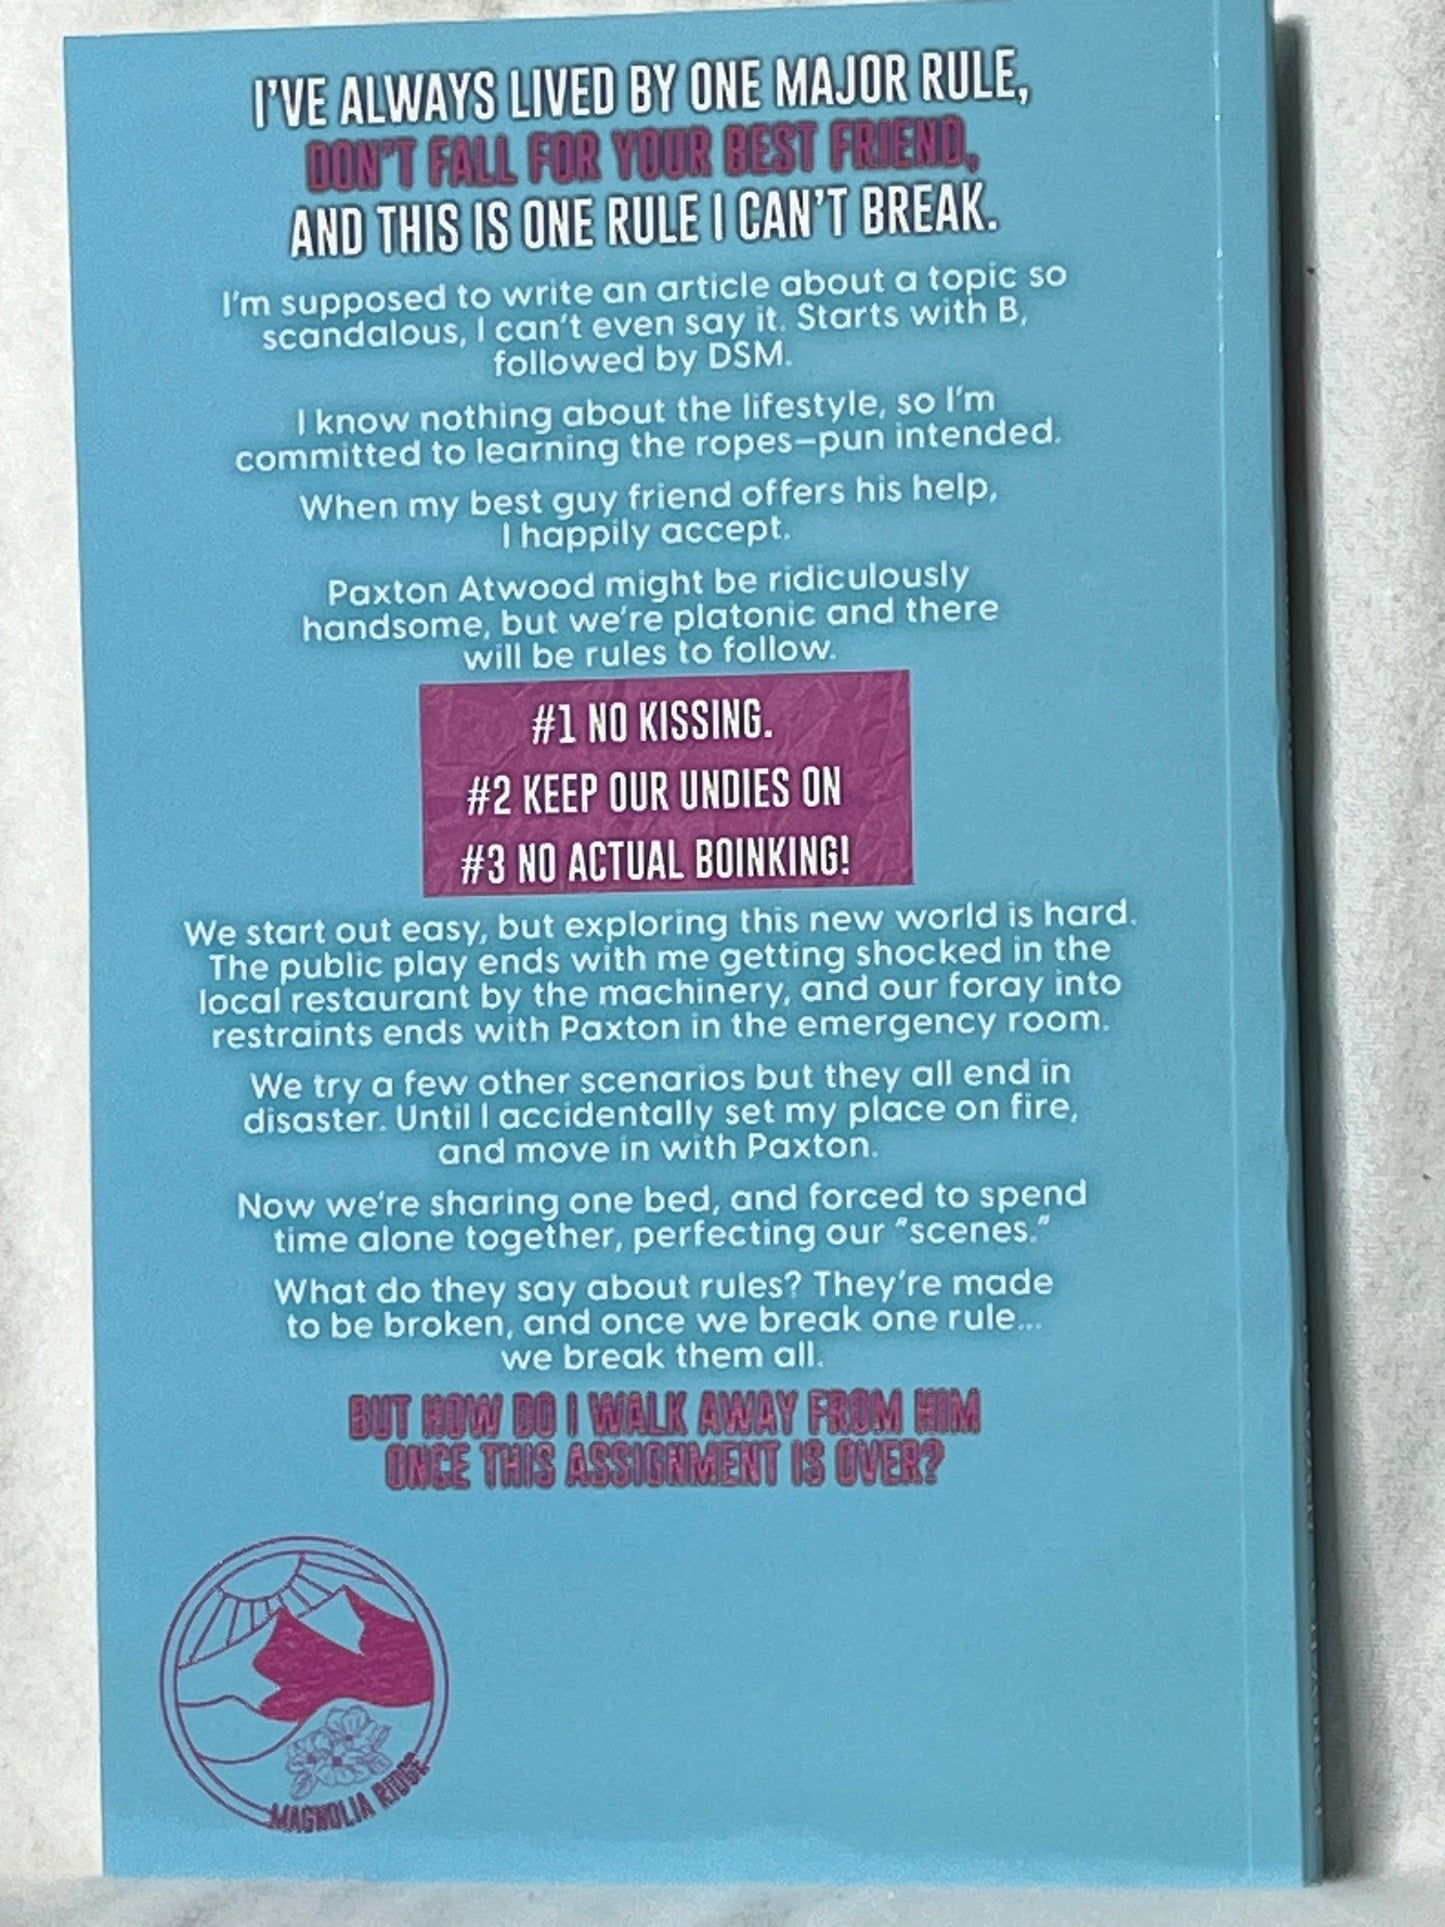 I'VE ALWAYS LIVED BY ONE MAJOR RULE,
DON'T FALL FOR YOUR BEST FRIEND,
AND THIS IS ONE RULE I CAN'T BREAK.
I'm supposed to write an article about a topic so
scandalous, I can't even say it. Starts with B,
followed by DSM.
I know nothing about the lifestyle, so I'm
committed to learning the ropes–pun intended.
When my best guy friend offers his help,
I happily accept.
Paxton Atwood might be ridiculously
handsome, but we're platonic and there
will be rules to follow.
#1 NO KISSING.
#2 KEEP OUR UNDIES ON
#3 NO ACTUAL BOINKING!
We start out easy, but exploring this new world is hard.
The public play ends with me getting shocked in the
local restaurant by the machinery, and our foray into
restraints ends with Paxton in the emergency room.
We try a few other scenarios but they all end in
disaster. Until I accidentally set my place on fire,
and move in with Paxton.
Now we're sharing one bed, and forced to spend
time alone together, perfecting our "scenes."
What do they say about rules? They're made
to be broken, and once we break one rule...
we break them all.
BUT HOW DO I WALK AWAY FROM HIM
ONCE THIS ASSIGNMENT IS OVER?
MAGNOLIA RIDGE